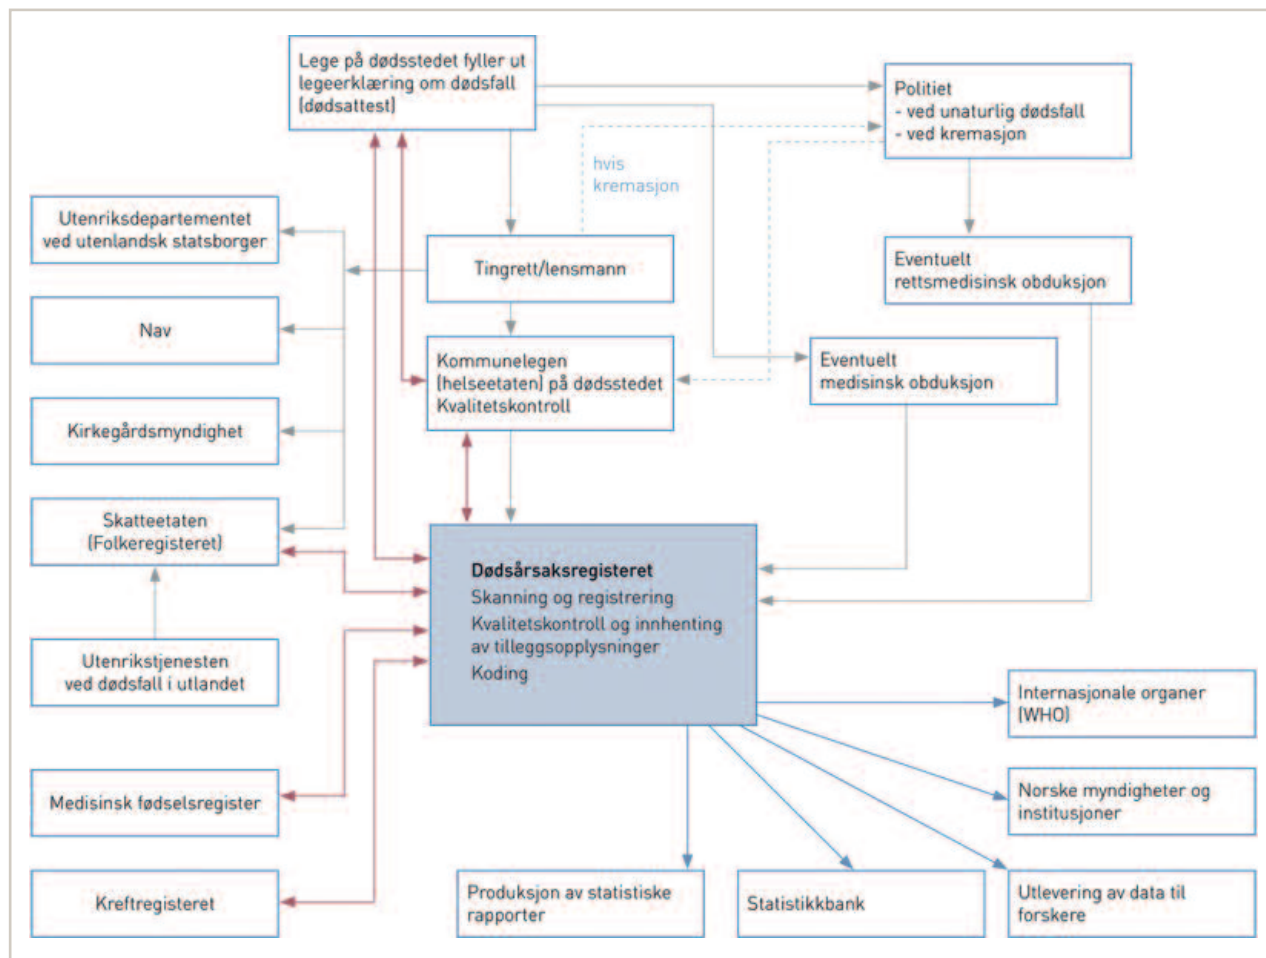 Lege på dødsstedet fyller ut
legeerklæring om dødsfall
(dødsattest)
Politiet
- ved unaturlig dødsfall
- ved kremasjon
hvis
kremasjon
Utenriksdepartementet
ved utenlandsk statsborger
Tingrett/lensmann
Eventuelt
rettsmedisinsk obduksjon
Nav
Kommunelegen
(helseetaten) på dødsstedet
Kvalitetskontroll
Eventuelt
medisinsk obduksjon
Kirkegårdsmyndighet
Skatteetaten
(Folkeregisteret)
Dødsårsaksregisteret
Skanning og registrering
Kvalitetskontroll og innhenting
av tilleggsopplysninger
Koding
Utenrikstjenesten
ved dødsfall i utlandet
Internasjonale organer
(WHO)
Medisinsk fødselsregister
Norske myndigheter og
institusjoner
Kreftregisteret
Produksjon av statistiske
rapporter
Statistikkbank
Utlevering av data til
forskere